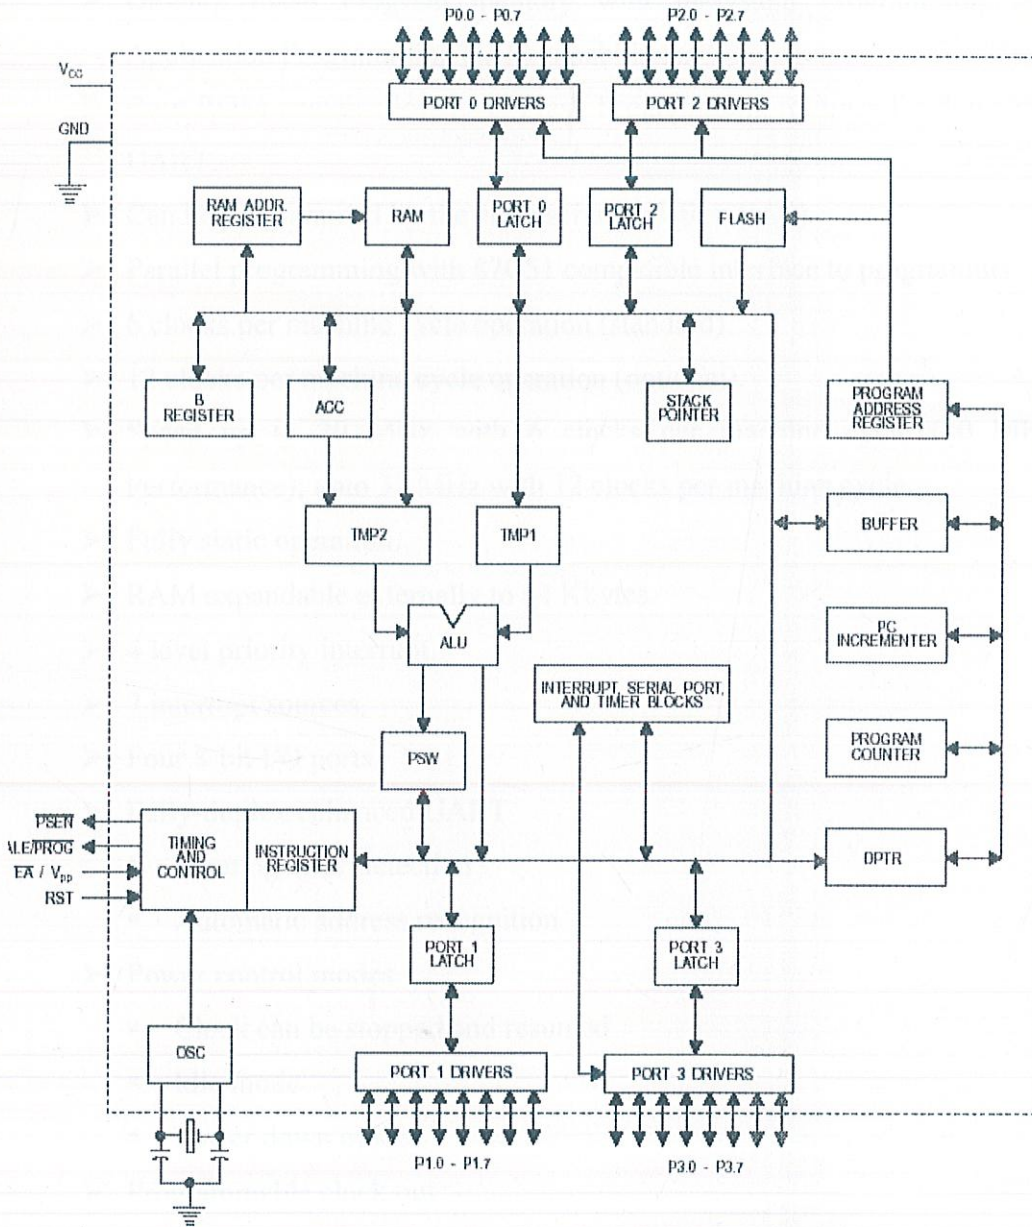 P0.0 - P0.7
P2.0 - P2.7
VCC
PORT 0 DRIVERS
PORT 2 DRIVERS
GND
RAM ADDR.
REGISTER
RAM
PORT 0
LATCH
PORT 2
LATCH
FLASH
B
REGISTER
ACC
STACK
POINTER
PROGRAM
ADDRESS
REGISTER
TMP2
TMP1
BUFFER
ALU
PC
INCREMENTER
INTERRUPT, SERIAL PORT,
AND TIMER BLOCKS
PSW
PROGRAM
COUNTER
PSEN
ALE/PROG
EA / Vpp
RST
TIMING
AND
CONTROL
INSTRUCTION
REGISTER
DPTR
PORT 1
LATCH
PORT 3
LATCH
OSC
PORT 1 DRIVERS
PORT 3 DRIVERS
P1.0 - P1.7
P3.0 - P3.7